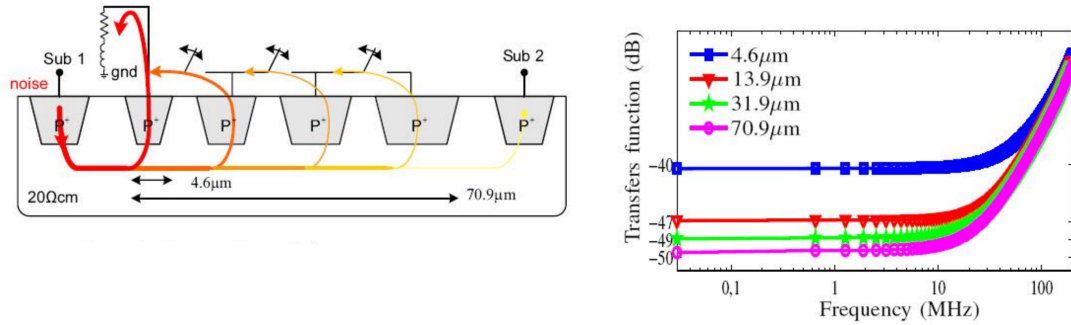 Sub 1
gnd
noise
Sub 2
P+
P+
P+
P+
P+
P+
4.6μm
70.9μm
20Ωcm
Transfers function (dB)
4.6μm
13.9μm
31.9μm
70.9μm
-40
-47
-49
-50
0,1
1
10
100
Frequency (MHz)